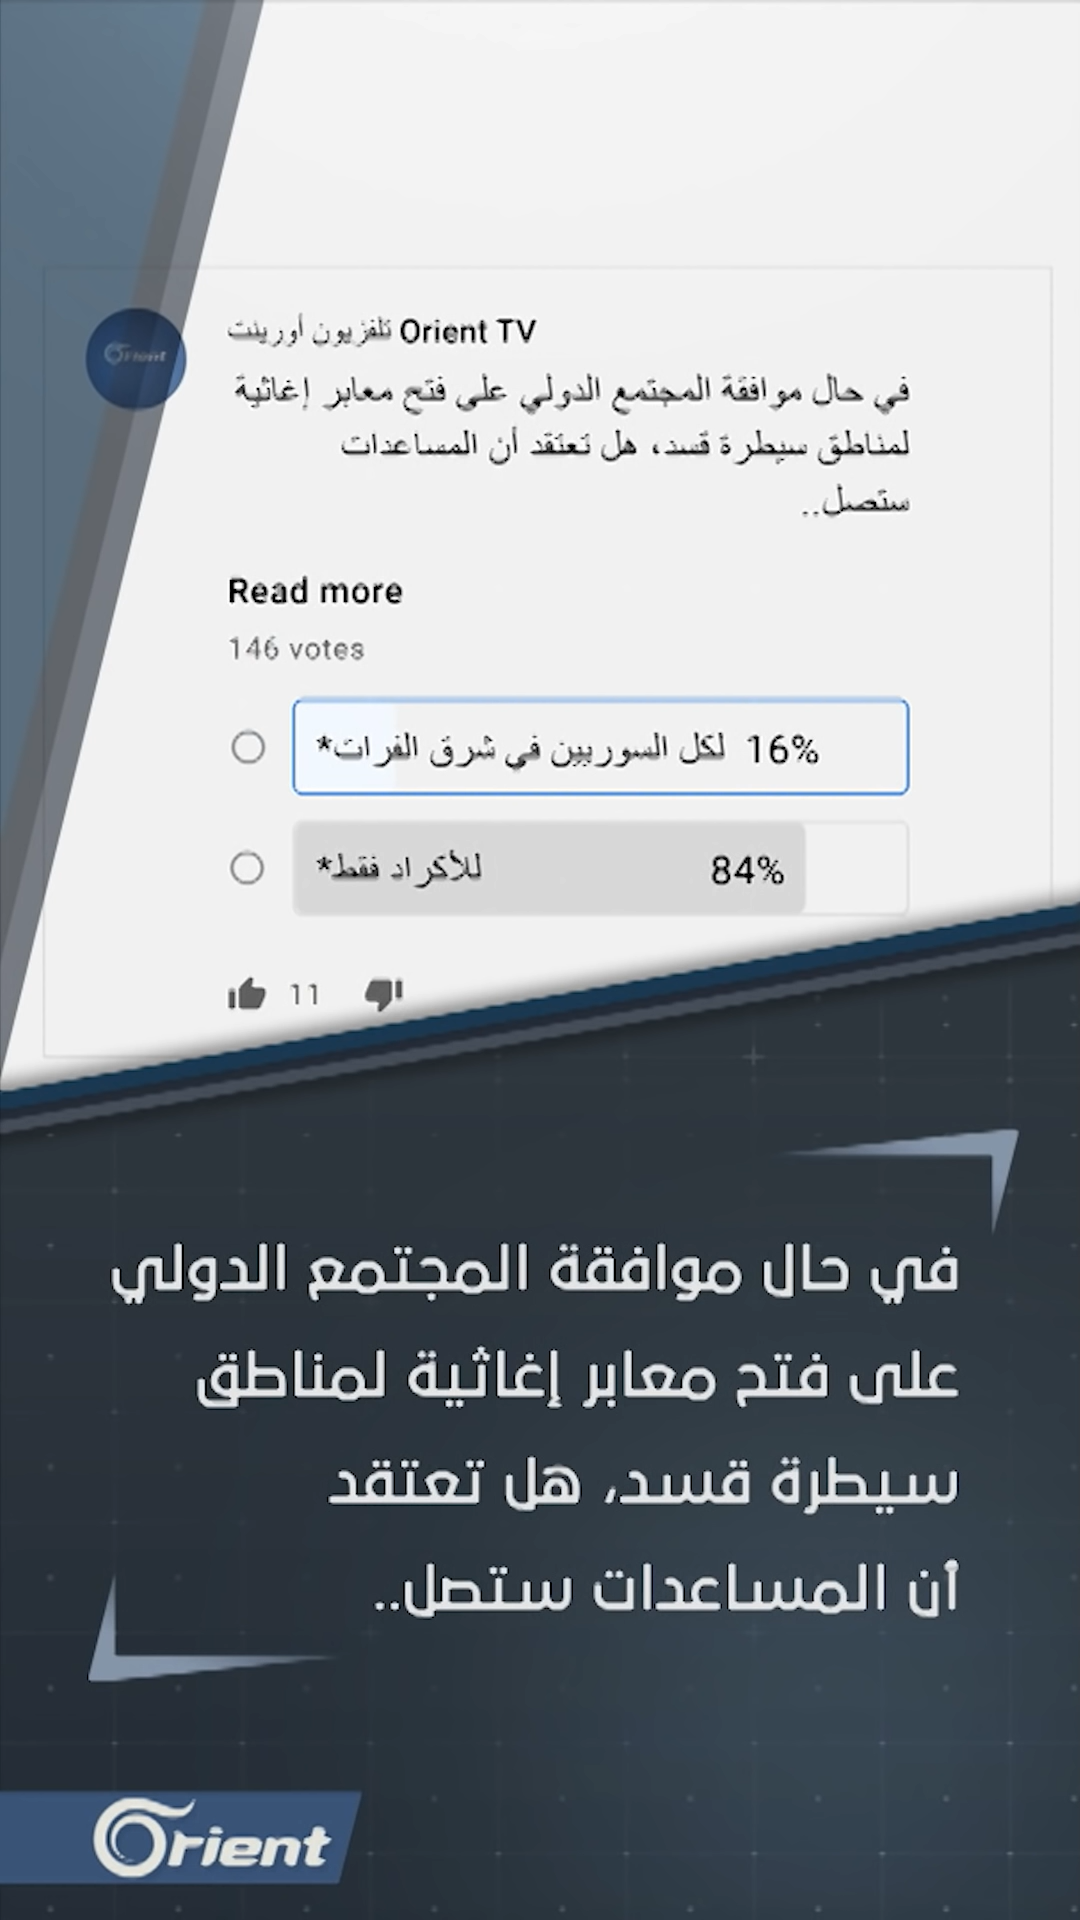 Orient
Orient TV تلفزيون أورينت
في حال موافقة المجتمع الدولي على فتح معابر إغاثية
لمناطق سيطرة قسد، هل تعتقد أن المساعدات
ستصل..
Read more
146 votes
لكل السوريين في شرق الفرات* 16%
للأكراد فقط* 84%
11
في حال موافقة المجتمع الدولي
على فتح معابر إغاثية لمناطق
سيطرة قسد، هل تعتقد
أن المساعدات ستصل..
Orient